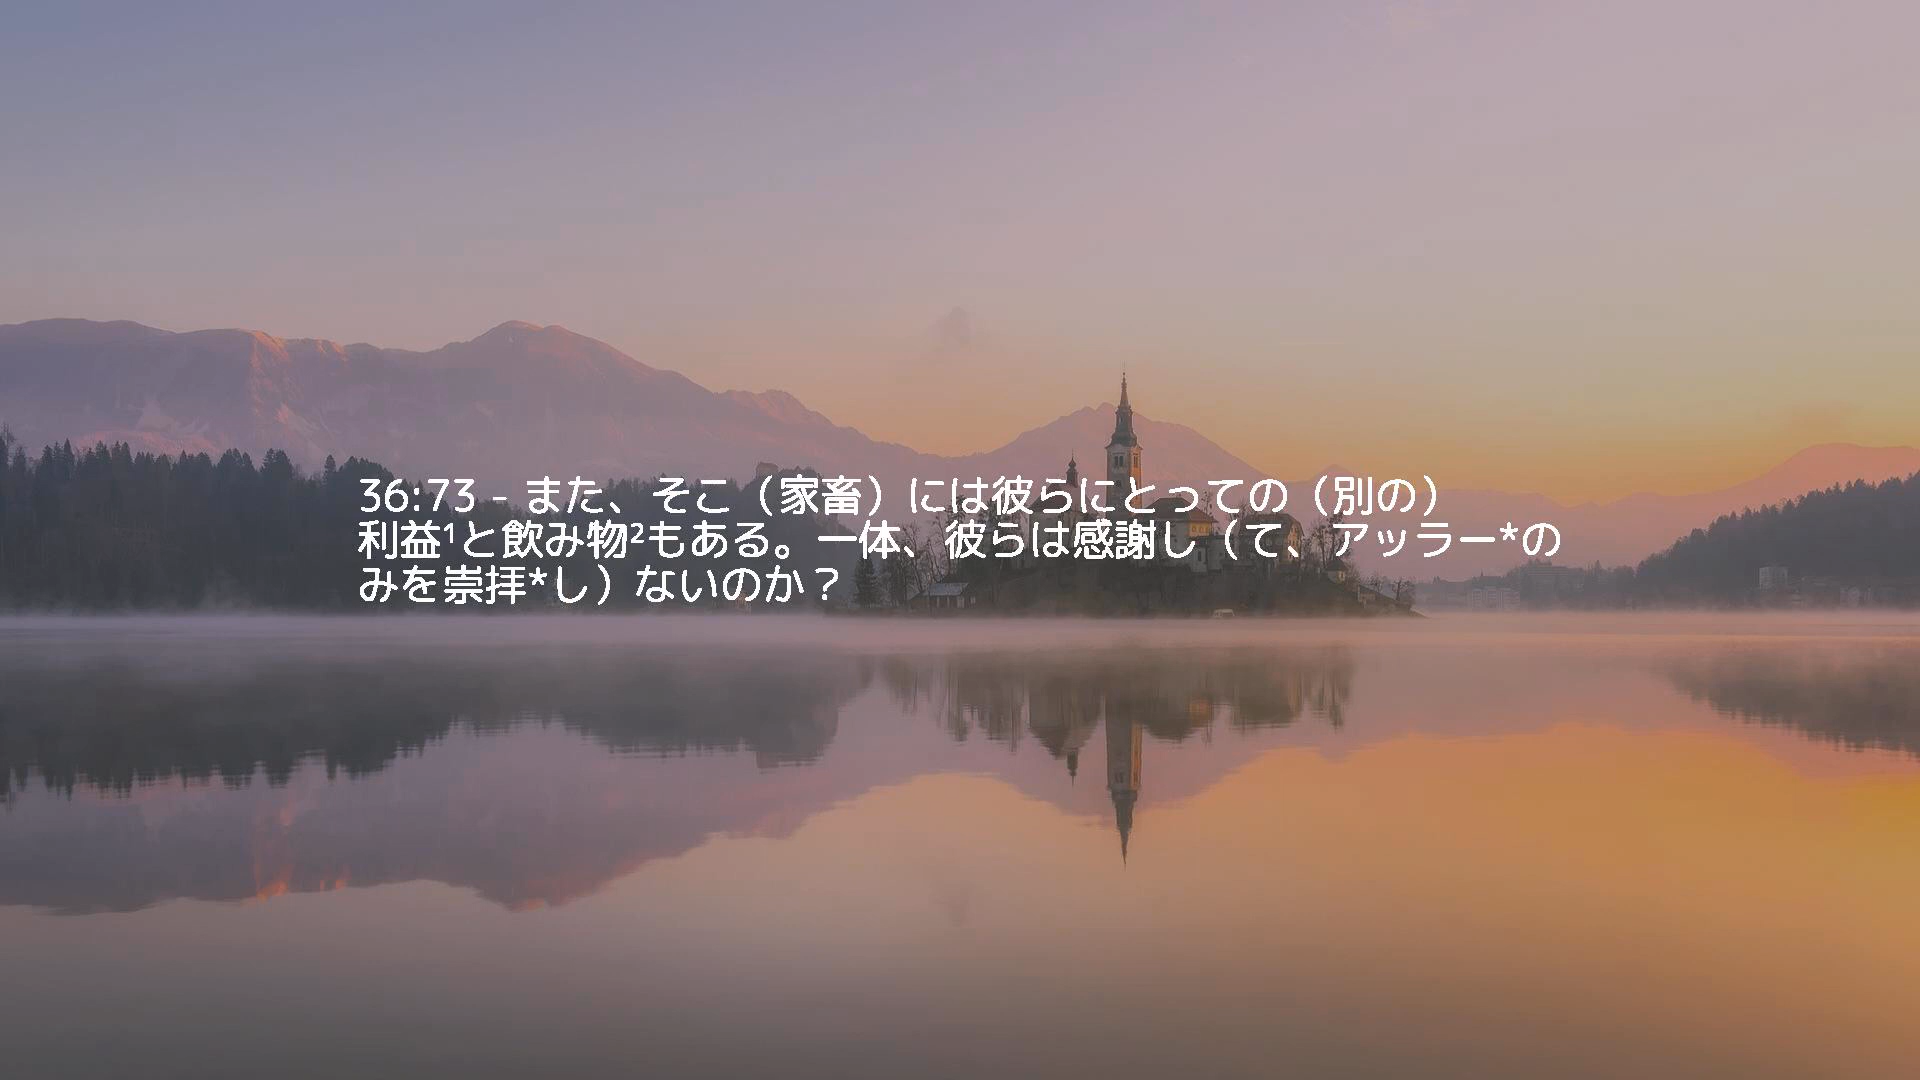 36:73 - また、そこ（家畜）には彼らにとっての（別の）
利益¹と飲み物²もある。一体、彼らは感謝し（て、アッラー*の
みを崇拝*し）ないのか？